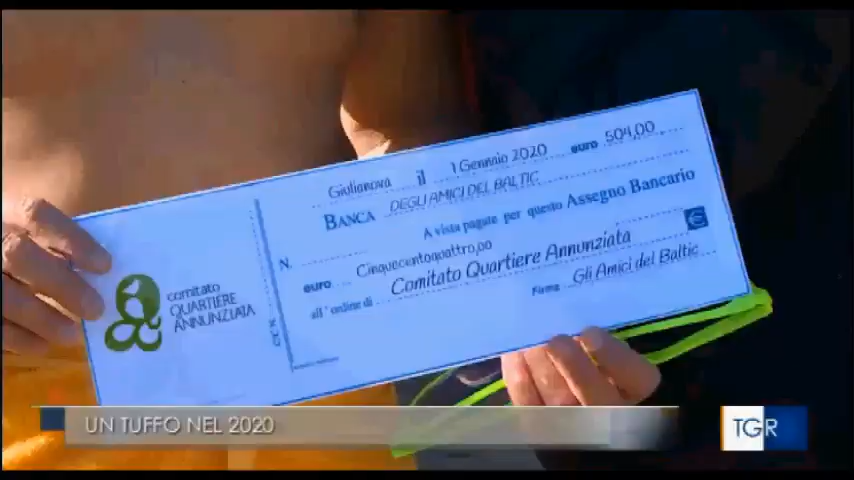 Giulianova il 1 Gennaio 2020 euro 504,00
BANCA DEGLI AMICI DEL BALTIC
A vista pagate per questo Assegno Bancario
N.
euro Cinquecentoquattro,00
all'ordine di Comitato Quartiere Annunziata
Firma Gli Amici del Baltic
€
comitato
QUARTIERE
ANNUNZIATA
UN TUFFO NEL 2020
TGR